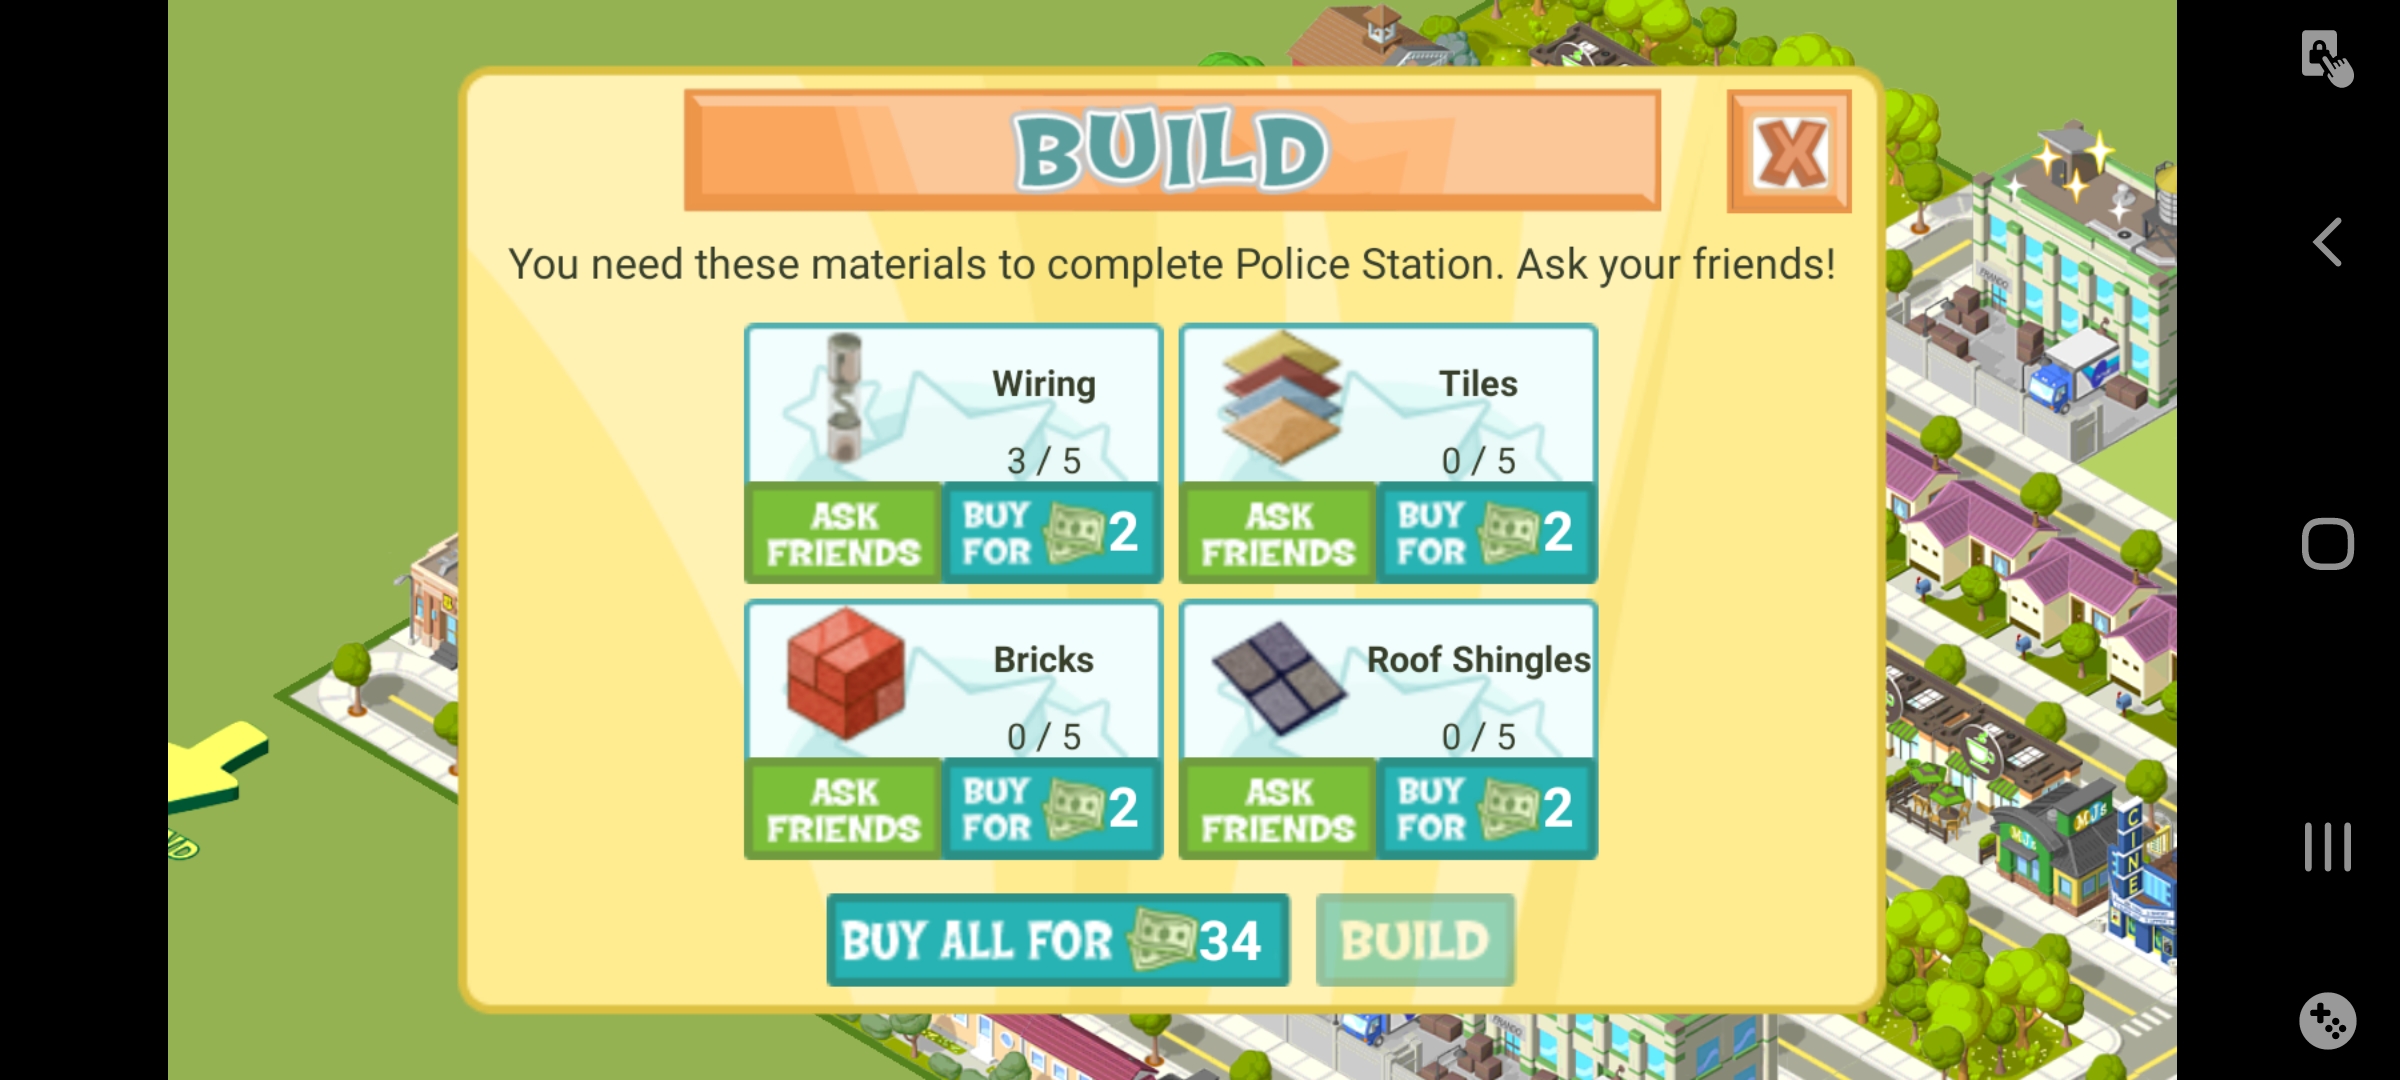 BUILD
X
You need these materials to complete Police Station. Ask your friends!
Wiring
3 / 5
ASK FRIENDS
BUY FOR 2
Tiles
0 / 5
ASK FRIENDS
BUY FOR 2
Bricks
0 / 5
ASK FRIENDS
BUY FOR 2
Roof Shingles
0 / 5
ASK FRIENDS
BUY FOR 2
BUY ALL FOR 34
BUILD
MJ's
CINE